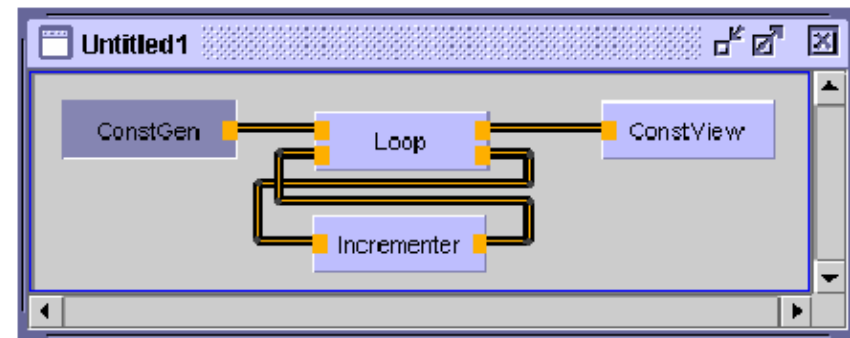 Untitled1
ConstGen
Loop
ConstView
Incrementer